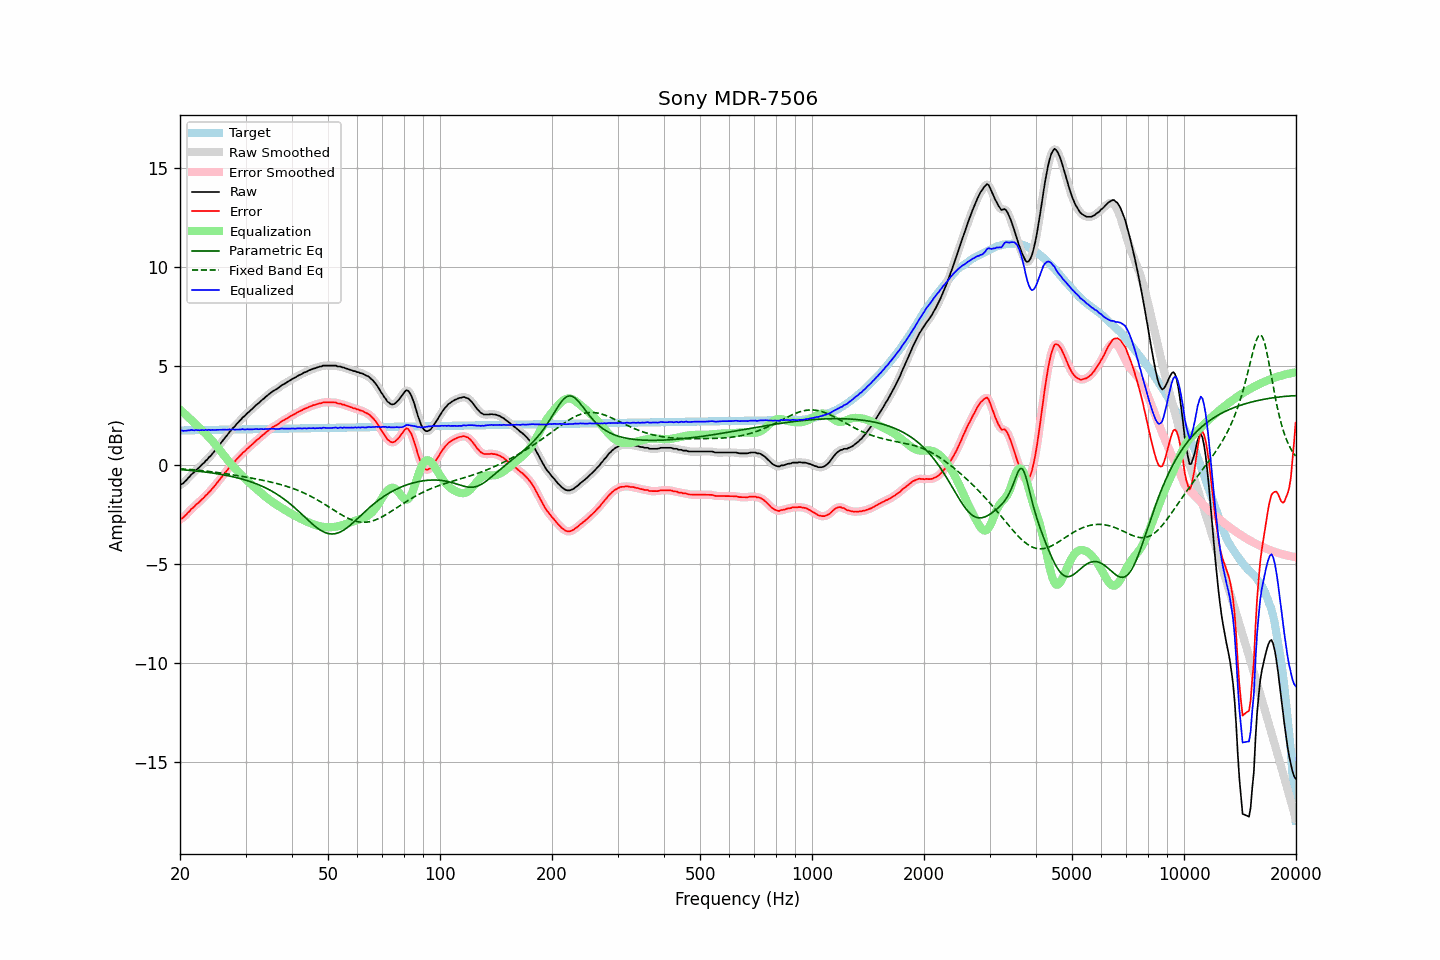 Sony MDR-7506
Target
Raw Smoothed
Error Smoothed
Raw
Error
Equalization
Parametric Eq
Fixed Band Eq
Equalized
Amplitude (dBr)
15
10
5
0
−5
−10
−15
20
50
100
200
500
1000
2000
5000
10000
20000
Frequency (Hz)